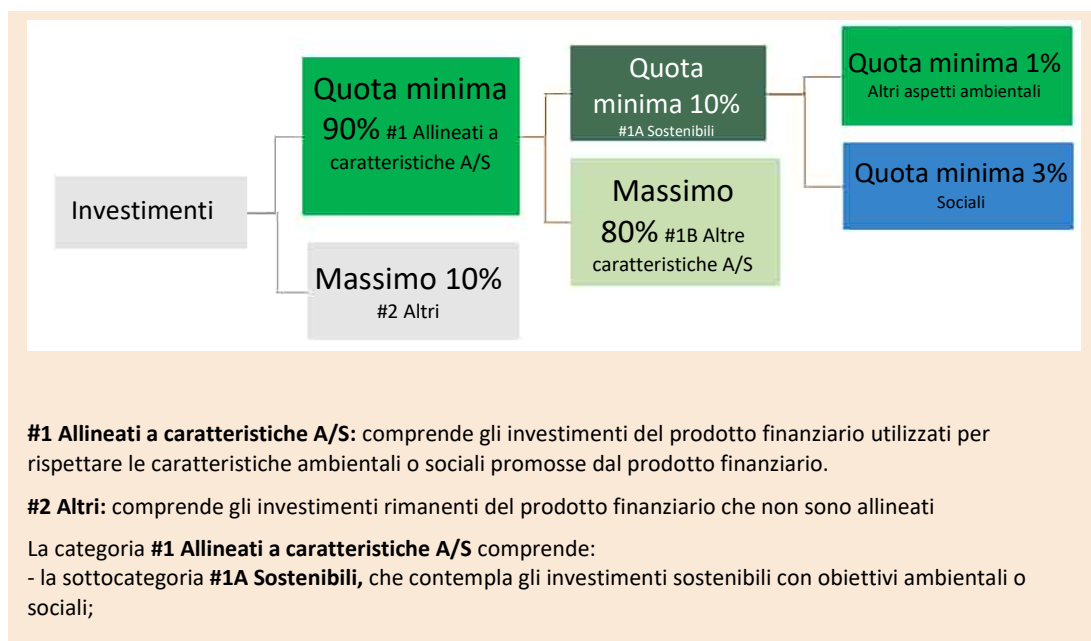 Investimenti
Quota minima
90% #1 Allineati a
caratteristiche A/S
Massimo 10%
#2 Altri
Quota
minima 10%
#1A Sostenibili
Massimo
80% #1B Altre
caratteristiche A/S
Quota minima 1%
Altri aspetti ambientali
Quota minima 3%
Sociali
#1 Allineati a caratteristiche A/S: comprende gli investimenti del prodotto finanziario utilizzati per
rispettare le caratteristiche ambientali o sociali promosse dal prodotto finanziario.
#2 Altri: comprende gli investimenti rimanenti del prodotto finanziario che non sono allineati
La categoria #1 Allineati a caratteristiche A/S comprende:
- la sottocategoria #1A Sostenibili, che contempla gli investimenti sostenibili con obiettivi ambientali o
sociali;